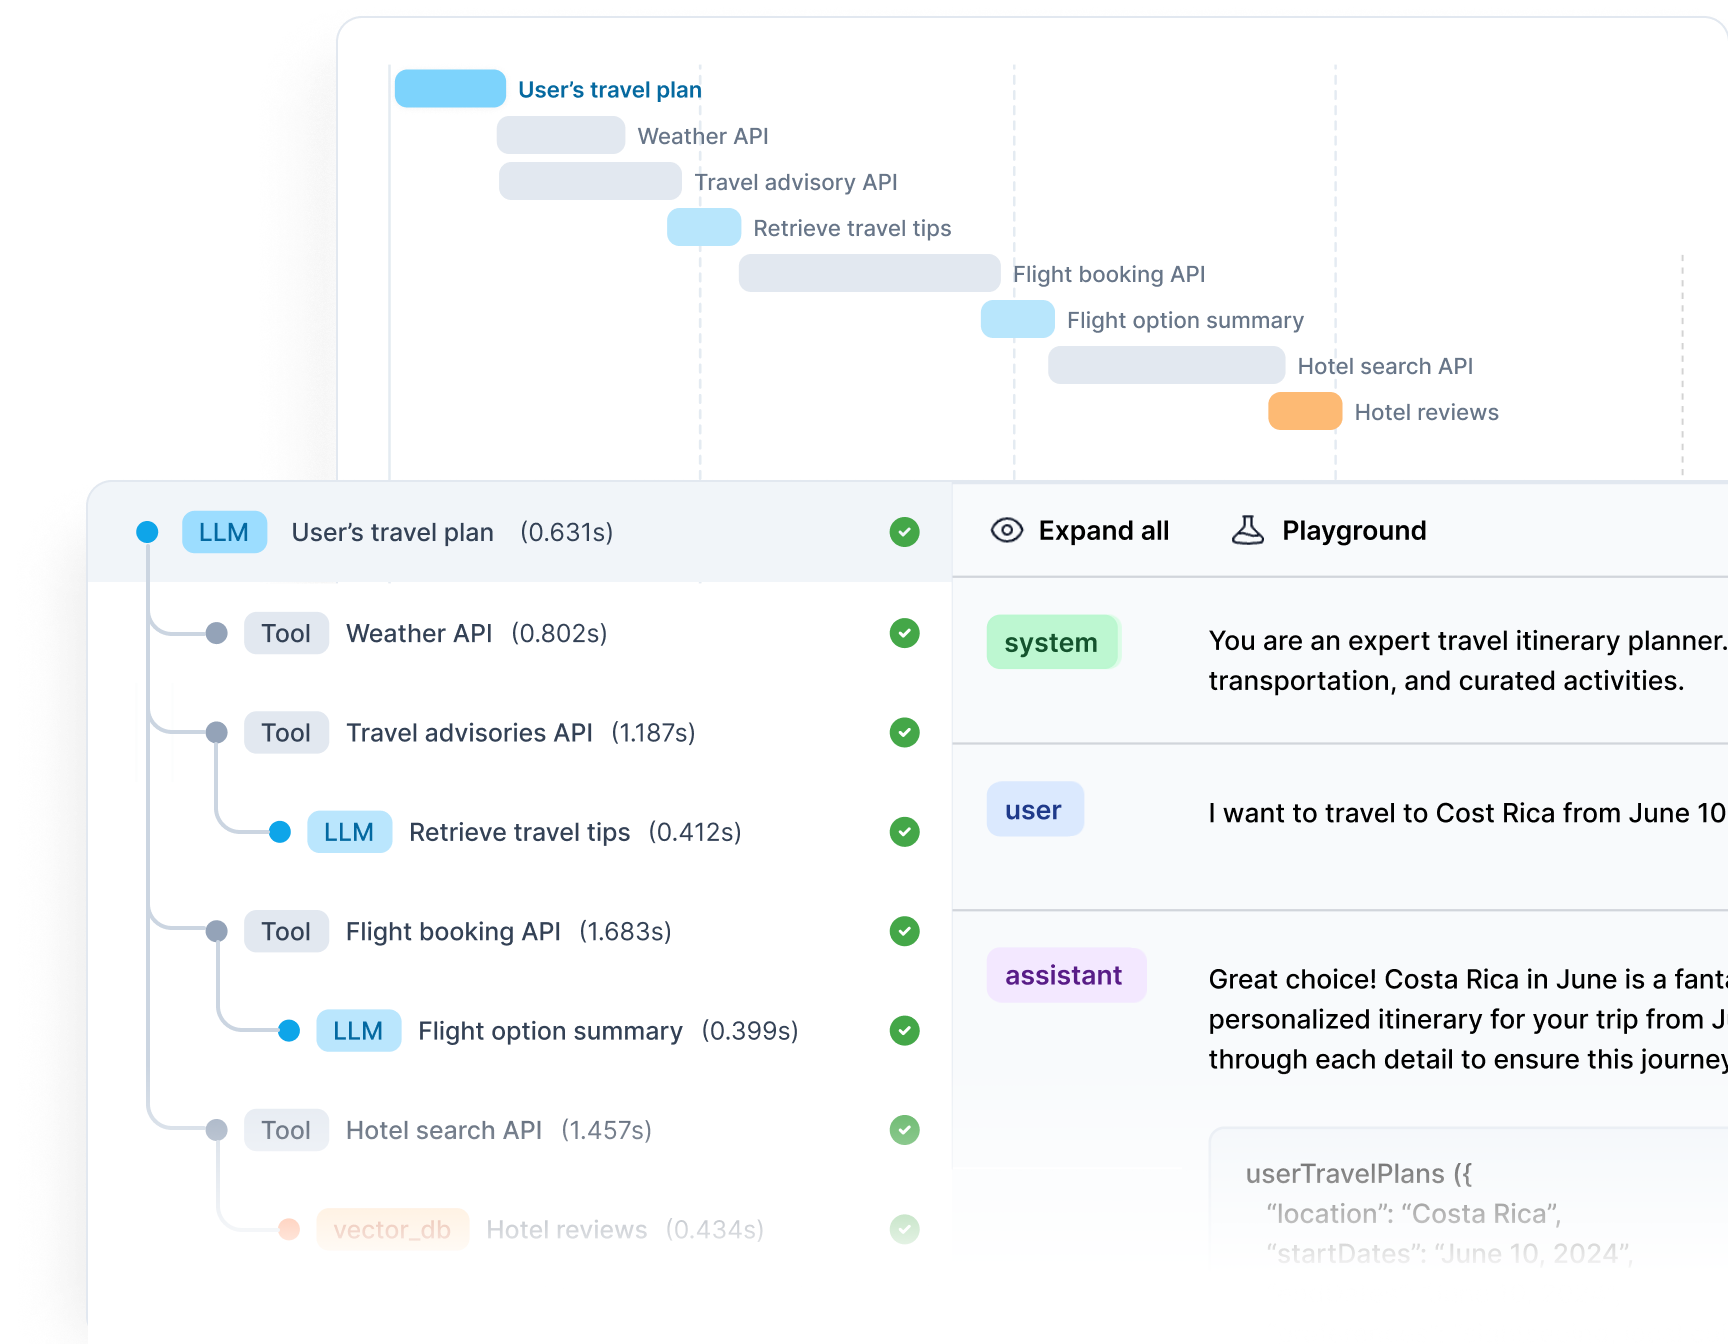 User’s travel plan
Weather API
Travel advisory API
Retrieve travel tips
Flight booking API
Flight option summary
Hotel search API
Hotel reviews
LLM User’s travel plan (0.631s)
Tool Weather API (0.802s)
Tool Travel advisories API (1.187s)
LLM Retrieve travel tips (0.412s)
Tool Flight booking API (1.683s)
LLM Flight option summary (0.399s)
Tool Hotel search API (1.457s)
vector_db Hotel reviews (0.434s)
Expand all Playground
system
You are an expert travel itinerary planner.
transportation, and curated activities.
user
I want to travel to Cost Rica from June 10
assistant
Great choice! Costa Rica in June is a fanta
personalized itinerary for your trip from J
through each detail to ensure this journey
userTravelPlans ({
“location”: “Costa Rica”,
“startDates”: “June 10, 2024”,